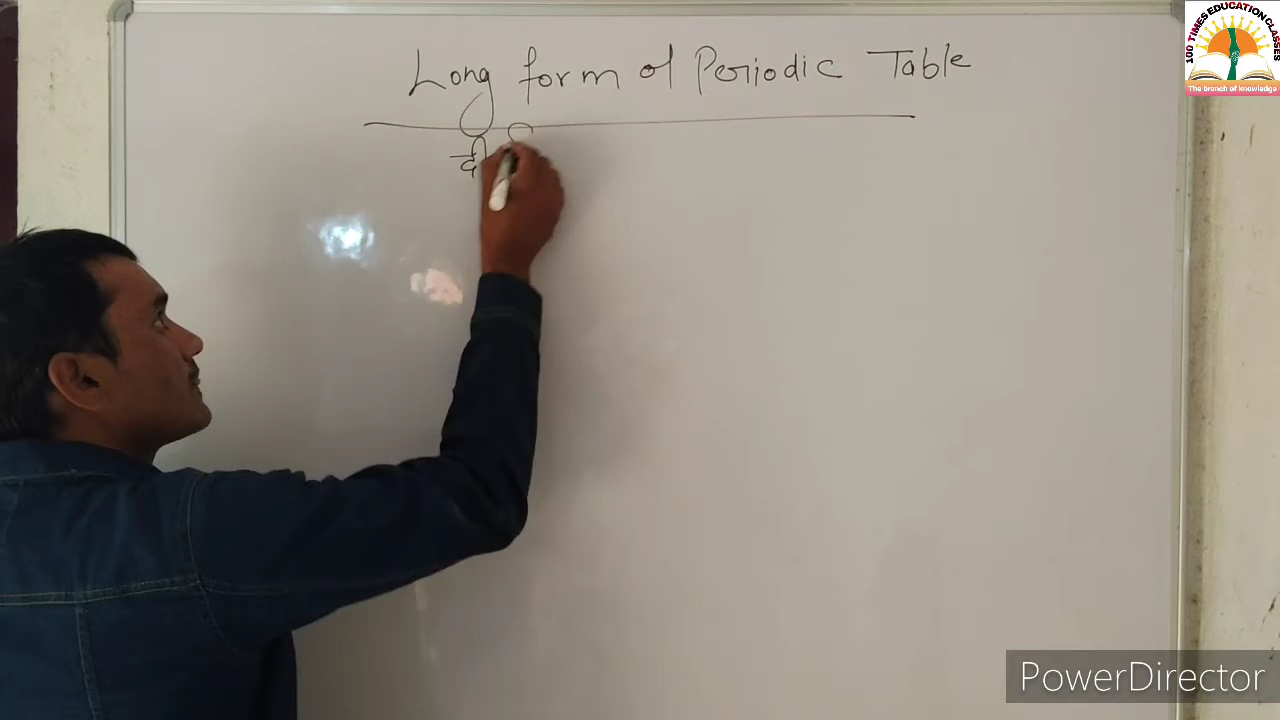 Long form of Periodic Table
दी
100 TIMES EDUCATION CLASSES
The branch of knowledge
PowerDirector